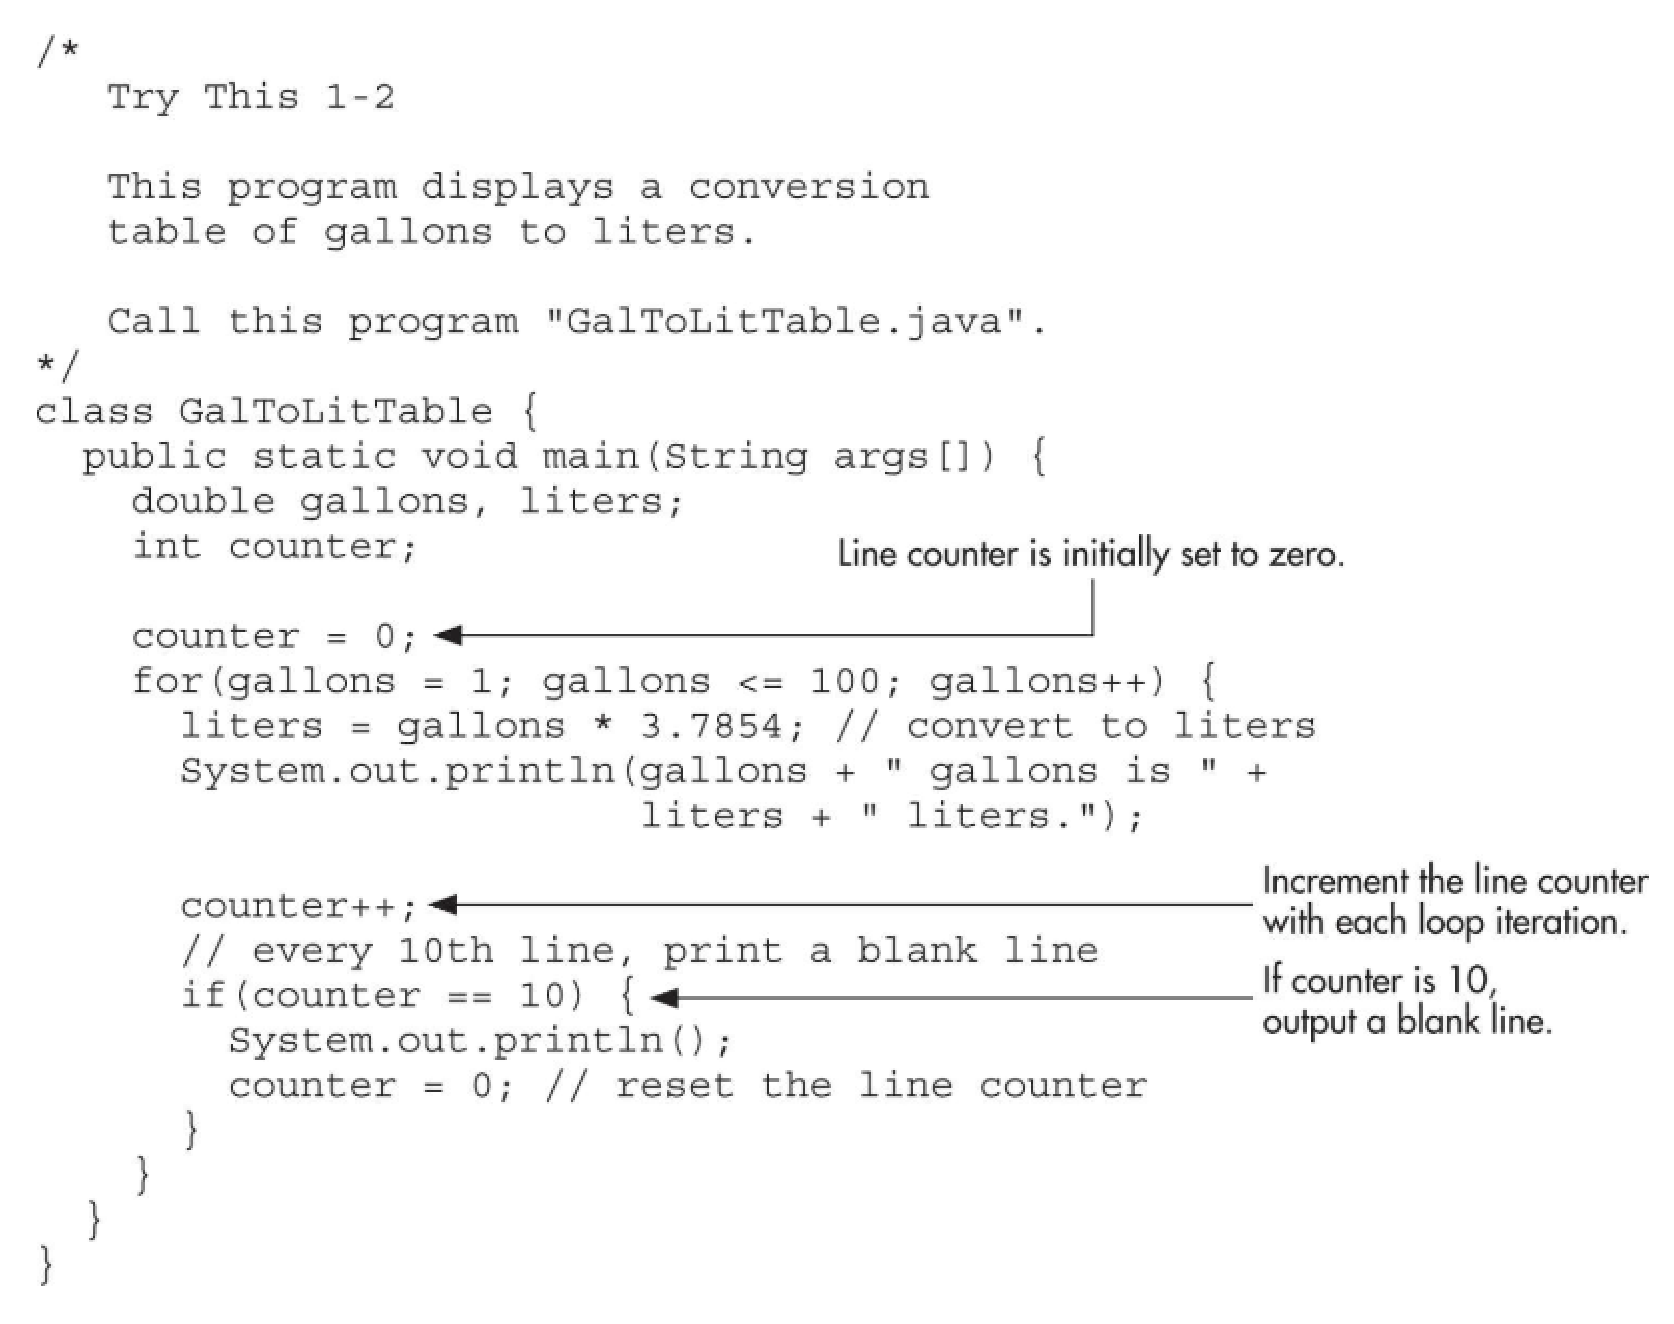 /*
Try This 1-2
This program displays a conversion
table of gallons to liters.
Call this program "GalToLitTable.java".
*/
class GalToLitTable {
public static void main(String args[]) {
double gallons, liters;
int counter;
Line counter is initially set to zero.
counter = 0;
for(gallons = 1; gallons <= 100; gallons++) {
liters = gallons * 3.7854; // convert to liters
System.out.println(gallons + " gallons is " +
liters + " liters.");
counter++;
Increment the line counter
with each loop iteration.
// every 10th line, print a blank line
if(counter == 10) {
If counter is 10,
output a blank line.
System.out.println();
counter = 0; // reset the line counter
}
}
}
}